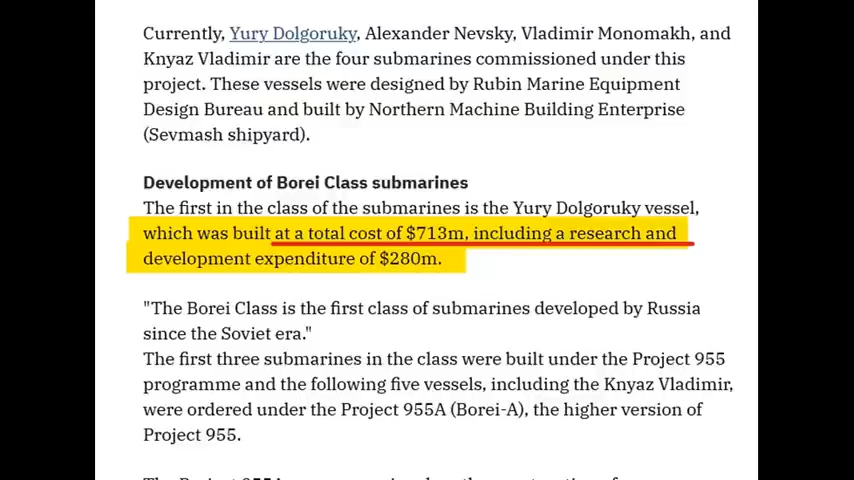 Currently, Yury Dolgoruky, Alexander Nevsky, Vladimir Monomakh, and
Knyaz Vladimir are the four submarines commissioned under this
project. These vessels were designed by Rubin Marine Equipment
Design Bureau and built by Northern Machine Building Enterprise
(Sevmash shipyard).
Development of Borei Class submarines
The first in the class of the submarines is the Yury Dolgoruky vessel,
which was built at a total cost of $713m, including a research and
development expenditure of $280m.
"The Borei Class is the first class of submarines developed by Russia
since the Soviet era."
The first three submarines in the class were built under the Project 955
programme and the following five vessels, including the Knyaz Vladimir,
were ordered under the Project 955A (Borei-A), the higher version of
Project 955.